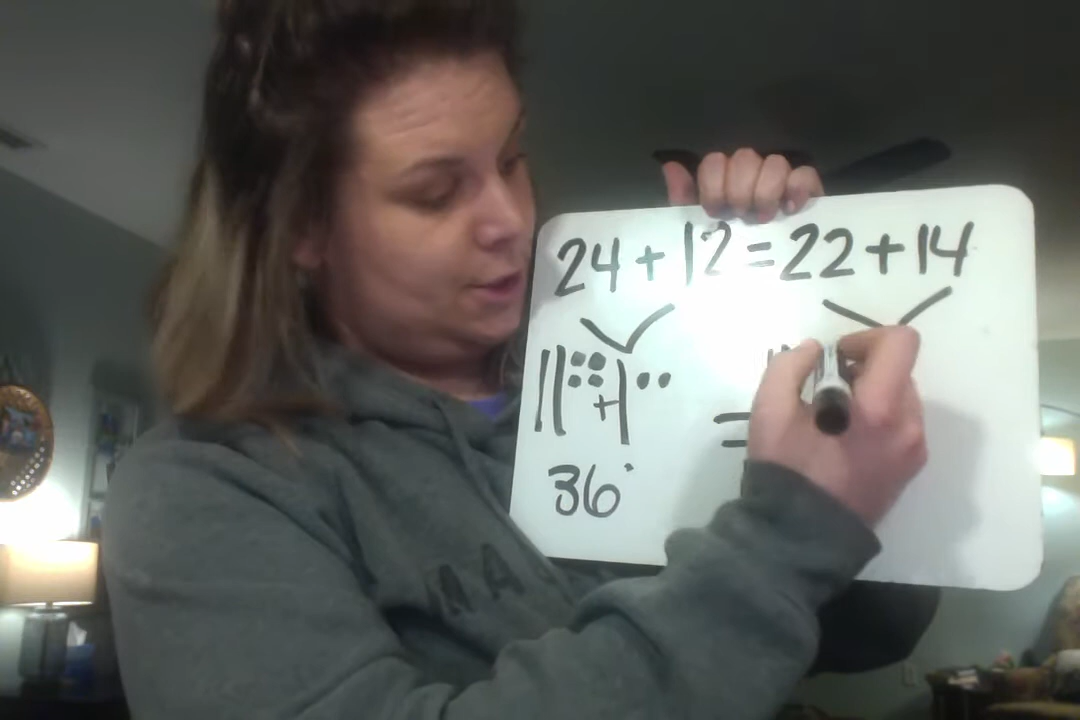 24 + 12 = 22 + 14
+
=
36